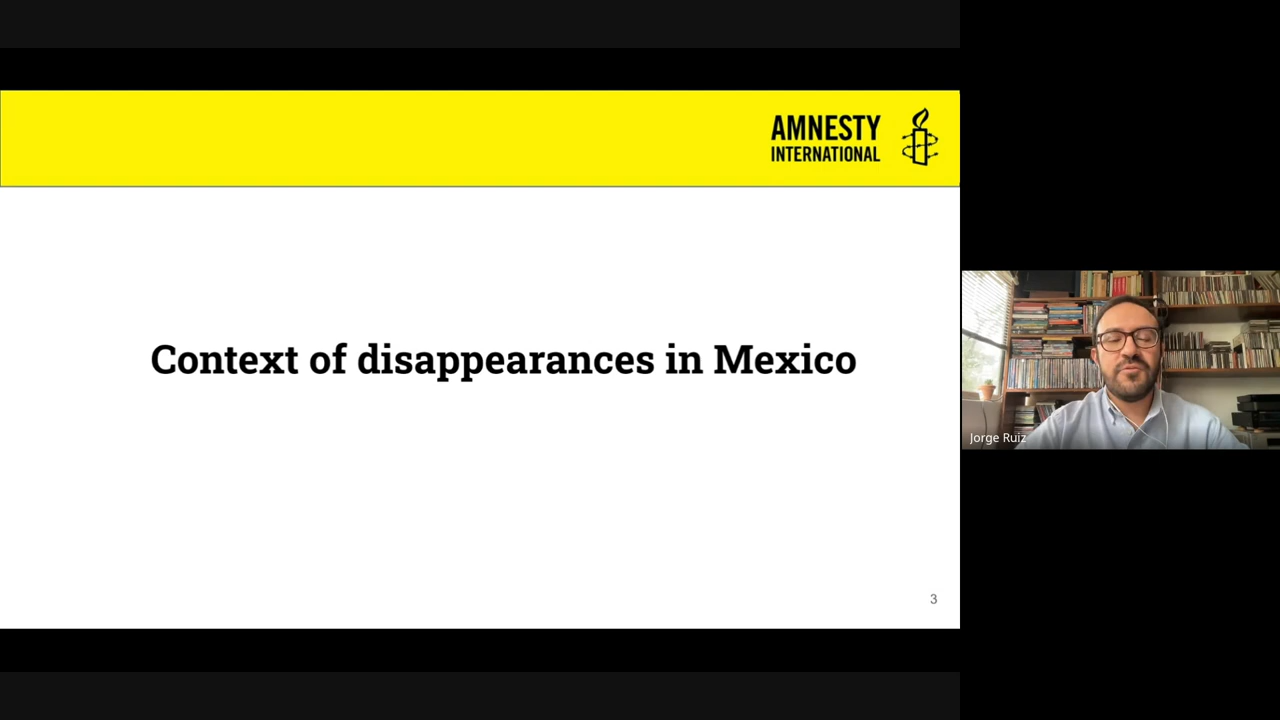 AMNESTY
INTERNATIONAL
Context of disappearances in Mexico
Jorge Ruiz
3